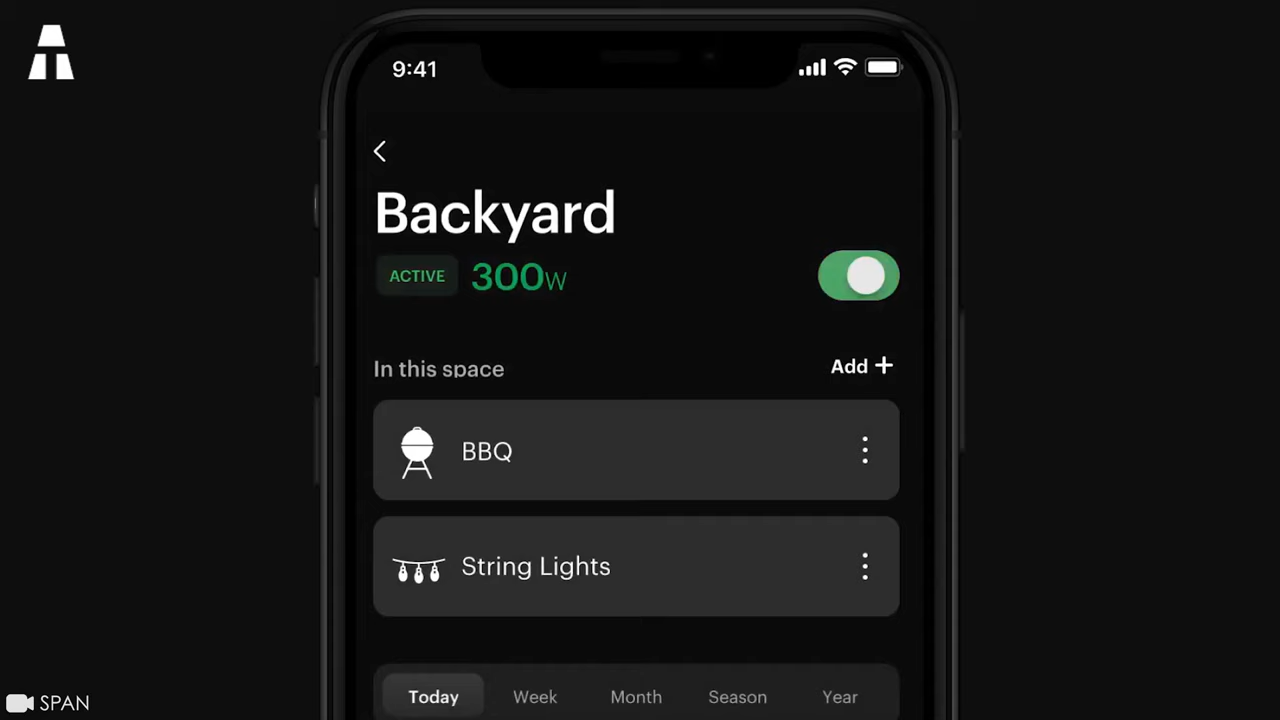 9:41
Backyard
ACTIVE 300W
In this space Add +
BBQ
String Lights
Today Week Month Season Year
SPAN